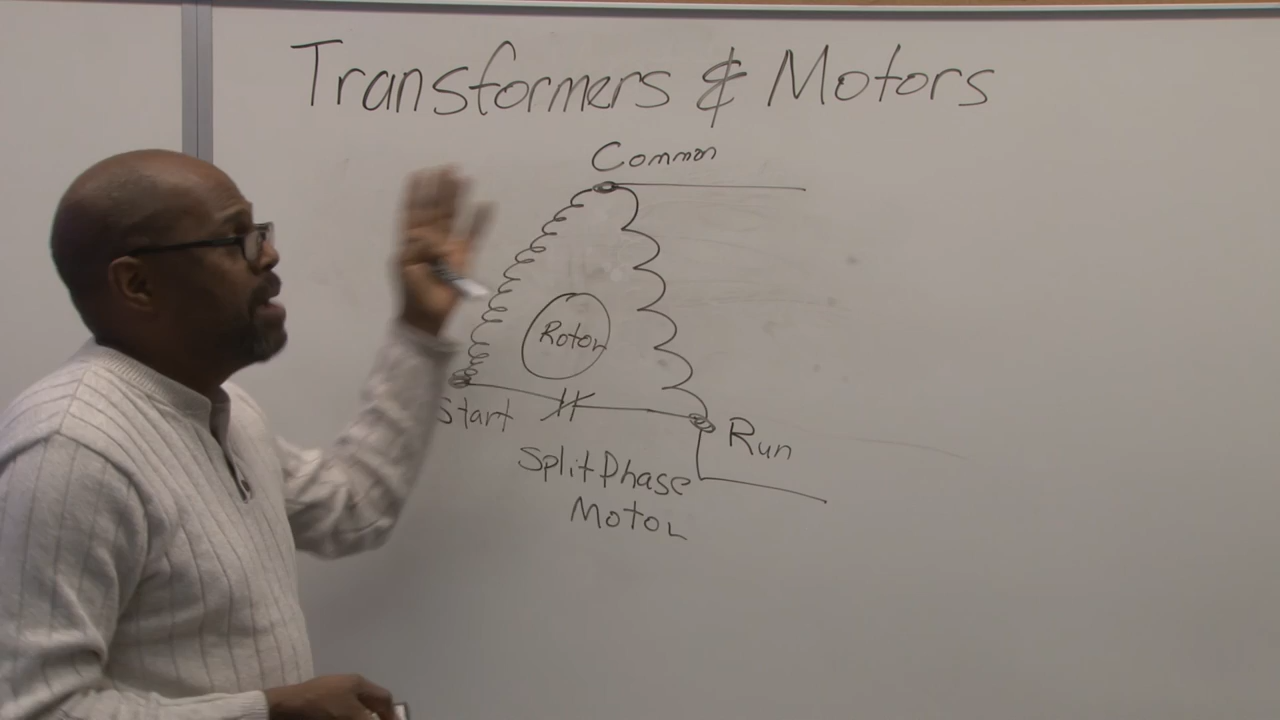 Transformers & Motors
Common
Rotor
Start
Run
Split Phase
Motor